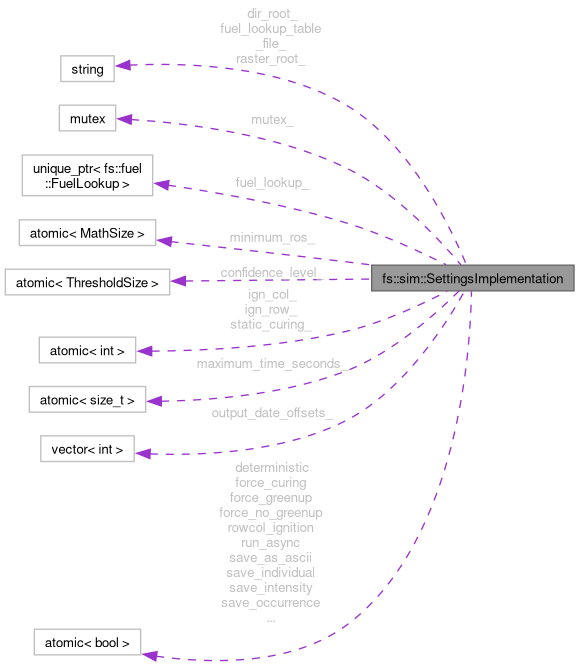 dir_root_
fuel_lookup_table
_file_
raster_root_
string
mutex
mutex_
unique_ptr< fs::fuel
::FuelLookup >
fuel_lookup_
atomic< MathSize >
minimum_ros_
atomic< ThresholdSize >
confidence_level_
fs::sim::SettingsImplementation
ign_col_
ign_row_
static_curing_
atomic< int >
maximum_time_seconds_
atomic< size_t >
output_date_offsets_
vector< int >
deterministic
force_curing
force_greenup
force_no_greenup
rowcol_ignition
run_async
save_as_ascii
save_individual
save_intensity
save_occurrence
...
atomic< bool >